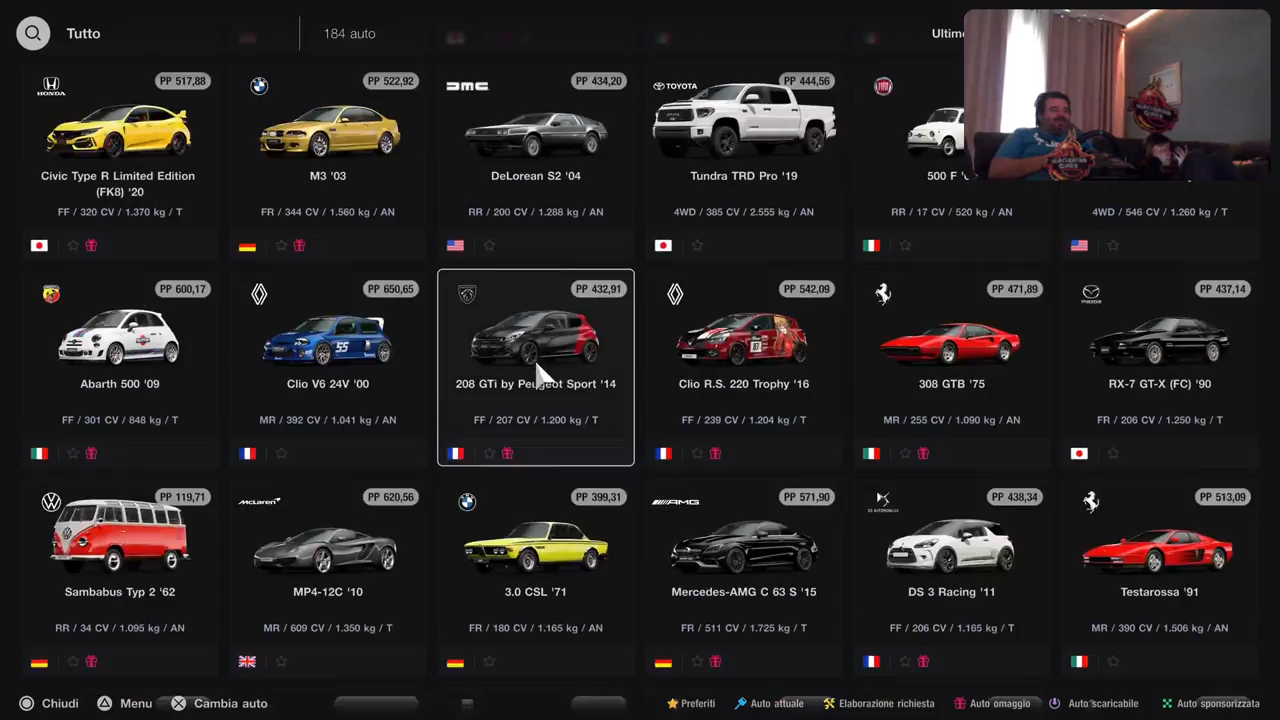 Tutto
184 auto
Ultime
HONDA
PP 517,88
Civic Type R Limited Edition
(FK8) '20
FF / 320 CV / 1.370 kg / T
PP 522,92
M3 '03
FR / 344 CV / 1.560 kg / AN
DMC
PP 434,20
DeLorean S2 '04
RR / 200 CV / 1.288 kg / AN
TOYOTA
PP 444,56
Tundra TRD Pro '19
4WD / 385 CV / 2.555 kg / AN
FIAT
500 F '
RR / 17 CV / 520 kg / AN
4WD / 546 CV / 1.260 kg / T
PP 600,17
Abarth 500 '09
FF / 301 CV / 848 kg / T
PP 650,65
55
Clio V6 24V '00
MR / 392 CV / 1.041 kg / AN
PP 432,91
208 GTi by Peugeot Sport '14
FF / 207 CV / 1.200 kg / T
PP 542,09
Clio R.S. 220 Trophy '16
FF / 239 CV / 1.204 kg / T
PP 471,89
308 GTB '75
MR / 255 CV / 1.090 kg / AN
mazda
PP 437,14
RX-7 GT-X (FC) '90
FR / 206 CV / 1.250 kg / T
PP 119,71
Sambabus Typ 2 '62
RR / 34 CV / 1.095 kg / AN
McLaren
PP 620,56
MP4-12C '10
MR / 609 CV / 1.350 kg / T
PP 399,31
3.0 CSL '71
FR / 180 CV / 1.165 kg / AN
AMG
PP 571,90
Mercedes-AMG C 63 S '15
FR / 511 CV / 1.725 kg / T
DS AUTOMOBILES
PP 438,34
DS 3 Racing '11
FF / 206 CV / 1.165 kg / T
PP 513,09
Testarossa '91
MR / 390 CV / 1.506 kg / AN
Chiudi
Menu
Cambia auto
Preferiti
Auto attuale
Elaborazione richiesta
Auto omaggio
Auto scaricabile
Auto sponsorizzata